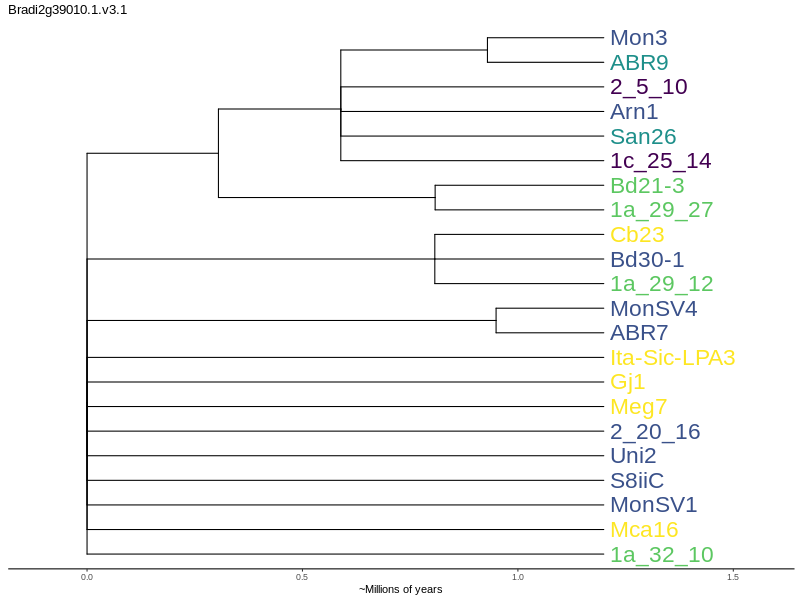 Bradi2g39010.1.v3.1
Mon3
ABR9
2_5_10
Arn1
San26
1c_25_14
Bd21-3
1a_29_27
Cb23
Bd30-1
1a_29_12
MonSV4
ABR7
Ita-Sic-LPA3
Gj1
Meg7
2_20_16
Uni2
S8iiC
MonSV1
Mca16
1a_32_10
0.0 0.5 1.0 1.5
~Millions of years